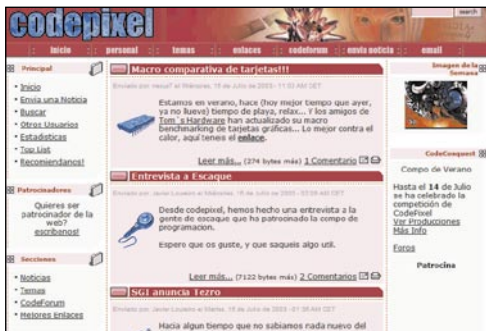 codepixel
search
inicio
personal
temas
enlaces
codeforum
envia noticia
email
Principal
Inicio
Envia una Noticia
Buscar
Otros Usuarios
Estadisticas
Top List
Recomiendanos!
Patrocinadores
Quieres ser
patrocinador de la
web?
escribenos!
Secciones
Noticias
Temas
CodeForum
Mejores Enlaces
Macro comparativa de tarjetas!!!
Estamos en verano, hace (hoy mejor tiempo que ayer,
ya no llueve) tiempo de playa, relax... Y los amigos de
Tom´s Hardware han actualizado su macro
benchmarking de tarjetas gráficas... Lo mejor contra el
calor, aqui tenes el enlace.
Leer más... (274 bytes más) 1 Comentario
Entrevista a Escaque
Desde codepixel, hemos hecho una entrevista a la
gente de escaque que ha patrocinado la compo de
programacion.
Espero que os guste, y que saqueis algo util.
Leer más... (7122 bytes más) 2 Comentarios
SGI anuncia Tezro
Hacia algun tiempo que no sabiamos nada nuevo del
Imagen de la
Semana
CodeConquest
Compo de Verano
Hasta el 14 de Julio
se ha celebrado la
competición de
CodePixel
Ver Producciones
Más Info
Foros
Patrocina